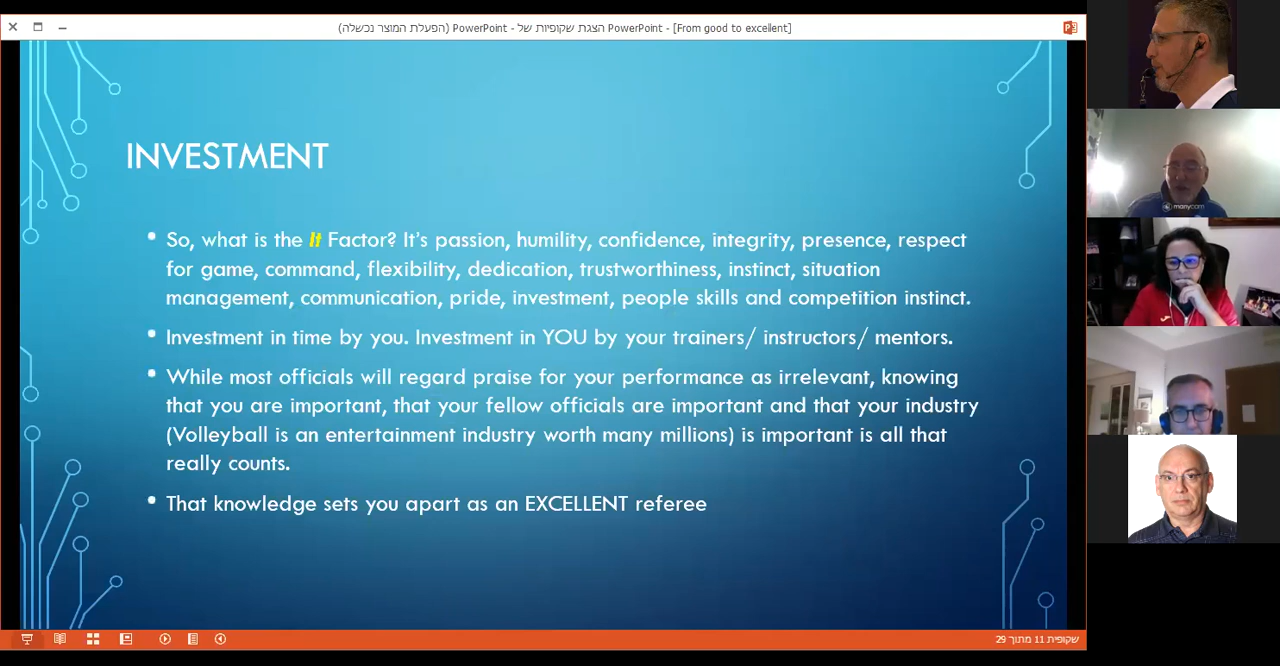 [From good to excellent] - PowerPoint הצגת שקופיות של - PowerPoint (הפעלת המוצר נכשלה)
INVESTMENT
• So, what is the It Factor? It's passion, humility, confidence, integrity, presence, respect
for game, command, flexibility, dedication, trustworthiness, instinct, situation
management, communication, pride, investment, people skills and competition instinct.
• Investment in time by you. Investment in YOU by your trainers/ instructors/ mentors.
• While most officials will regard praise for your performance as irrelevant, knowing
that you are important, that your fellow officials are important and that your industry
(Volleyball is an entertainment industry worth many millions) is important is all that
really counts.
• That knowledge sets you apart as an EXCELLENT referee
שקופית 11 מתוך 29
manycam